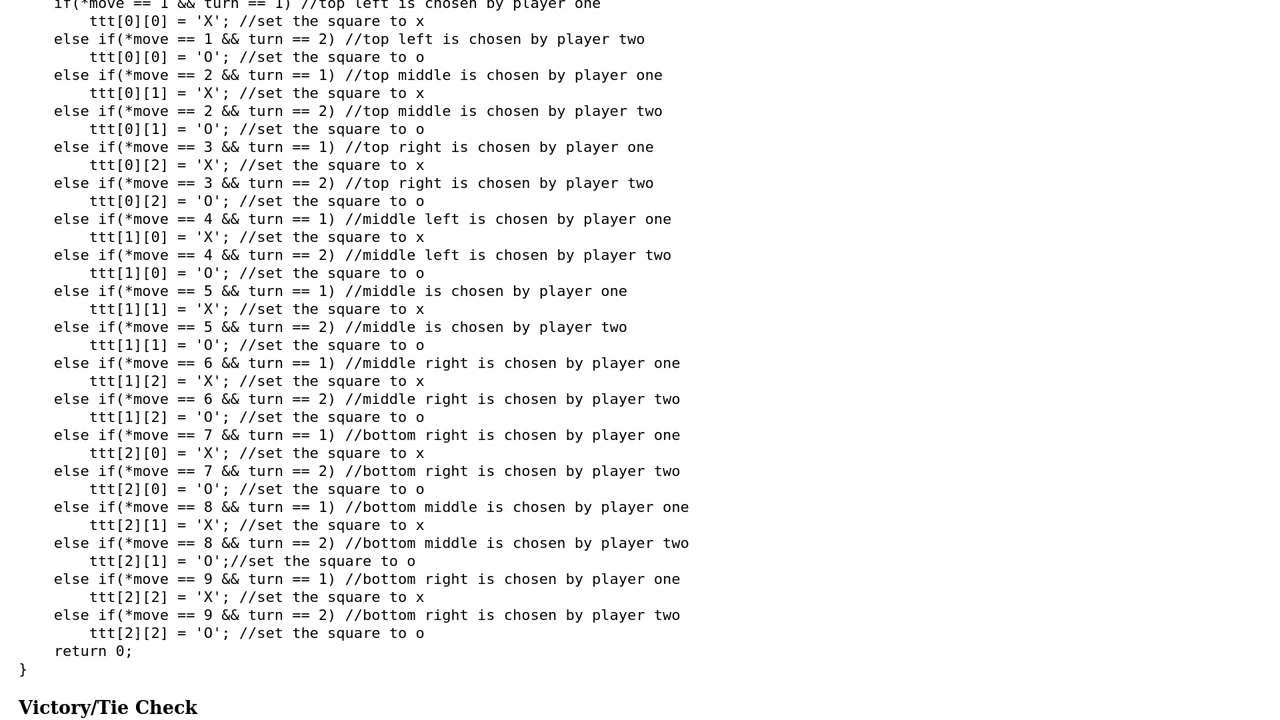 if(*move == 1 && turn == 1) //top left is chosen by player one
ttt[0][0] = 'X'; //set the square to x
else if(*move == 1 && turn == 2) //top left is chosen by player two
ttt[0][0] = 'O'; //set the square to o
else if(*move == 2 && turn == 1) //top middle is chosen by player one
ttt[0][1] = 'X'; //set the square to x
else if(*move == 2 && turn == 2) //top middle is chosen by player two
ttt[0][1] = 'O'; //set the square to o
else if(*move == 3 && turn == 1) //top right is chosen by player one
ttt[0][2] = 'X'; //set the square to x
else if(*move == 3 && turn == 2) //top right is chosen by player two
ttt[0][2] = 'O'; //set the square to o
else if(*move == 4 && turn == 1) //middle left is chosen by player one
ttt[1][0] = 'X'; //set the square to x
else if(*move == 4 && turn == 2) //middle left is chosen by player two
ttt[1][0] = 'O'; //set the square to o
else if(*move == 5 && turn == 1) //middle is chosen by player one
ttt[1][1] = 'X'; //set the square to x
else if(*move == 5 && turn == 2) //middle is chosen by player two
ttt[1][1] = 'O'; //set the square to o
else if(*move == 6 && turn == 1) //middle right is chosen by player one
ttt[1][2] = 'X'; //set the square to x
else if(*move == 6 && turn == 2) //middle right is chosen by player two
ttt[1][2] = 'O'; //set the square to o
else if(*move == 7 && turn == 1) //bottom right is chosen by player one
ttt[2][0] = 'X'; //set the square to x
else if(*move == 7 && turn == 2) //bottom right is chosen by player two
ttt[2][0] = 'O'; //set the square to o
else if(*move == 8 && turn == 1) //bottom middle is chosen by player one
ttt[2][1] = 'X'; //set the square to x
else if(*move == 8 && turn == 2) //bottom middle is chosen by player two
ttt[2][1] = 'O';//set the square to o
else if(*move == 9 && turn == 1) //bottom right is chosen by player one
ttt[2][2] = 'X'; //set the square to x
else if(*move == 9 && turn == 2) //bottom right is chosen by player two
ttt[2][2] = 'O'; //set the square to o
return 0;
}
Victory/Tie Check